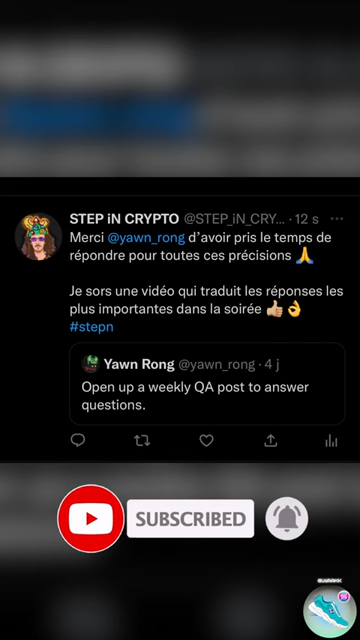 STEP iN CRYPTO @STEP_iN_CRY... · 12 s
Merci @yawn_rong d'avoir pris le temps de
répondre pour toutes ces précisions 🙏
Je sors une vidéo qui traduit les réponses les
plus importantes dans la soirée 👍🏼👌
#stepn
Yawn Rong @yawn_rong · 4 j
Open up a weekly QA post to answer
questions.
SUBSCRIBED